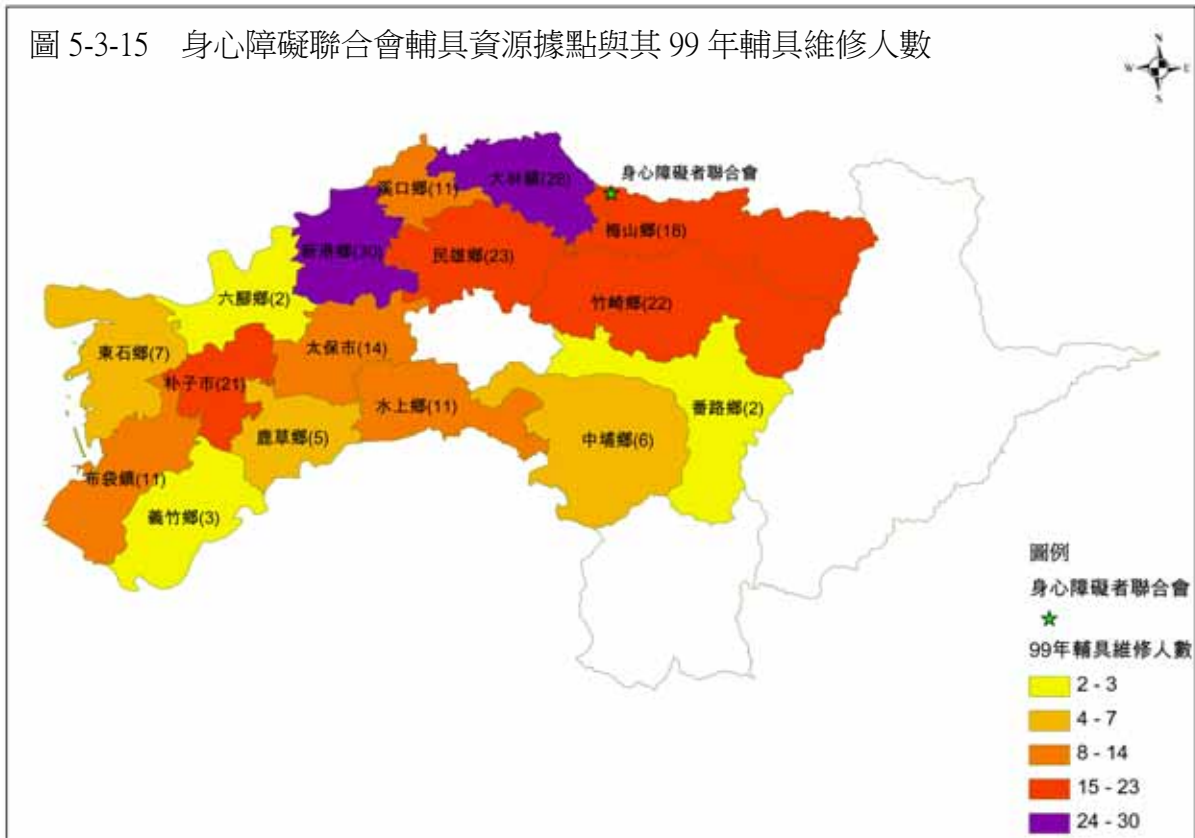 圖 5-3-15 身心障礙聯合會輔具資源據點與其 99 年輔具維修人數
N
W E
S
身心障礙者聯合會
溪口鄉(11)
大林鎮(28)
梅山鄉(18)
新港鄉(30)
民雄鄉(23)
六腳鄉(2)
竹崎鄉(22)
東石鄉(7)
太保市(14)
朴子市(21)
水上鄉(11)
番路鄉(2)
鹿草鄉(5)
中埔鄉(6)
布袋鎮(11)
義竹鄉(3)
圖例
身心障礙者聯合會
99年輔具維修人數
2 - 3
4 - 7
8 - 14
15 - 23
24 - 30